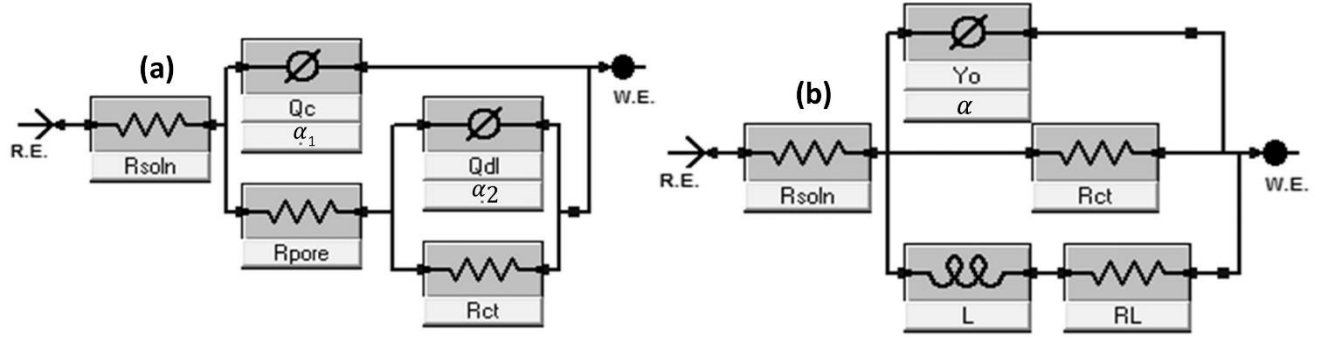 (a)
Qc
α1
R.E.
Rsoln
W.E.
Qdl
α2
Rpore
Rct
(b)
Yo
α
R.E.
Rsoln
Rct
W.E.
L
RL